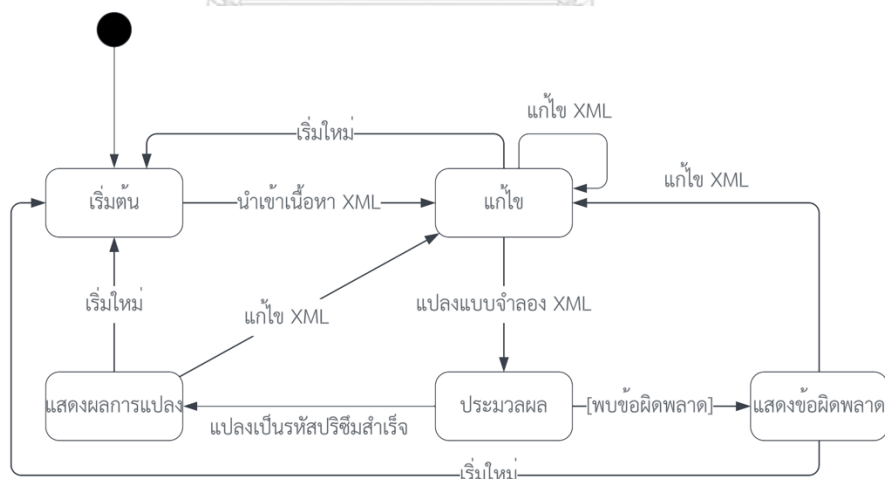 แก้ไข XML
เริ่มใหม่
แก้ไข XML
เริ่มต้น
นำเข้าเนื้อหา XML
แก้ไข
เริ่มใหม่
แก้ไข XML
แปลงแบบจำลอง XML
แสดงผลการแปลง
ประมวลผล
[พบข้อผิดพลาด]
แสดงข้อผิดพลาด
แปลงเป็นรหัสปริซึมสำเร็จ
เริ่มใหม่